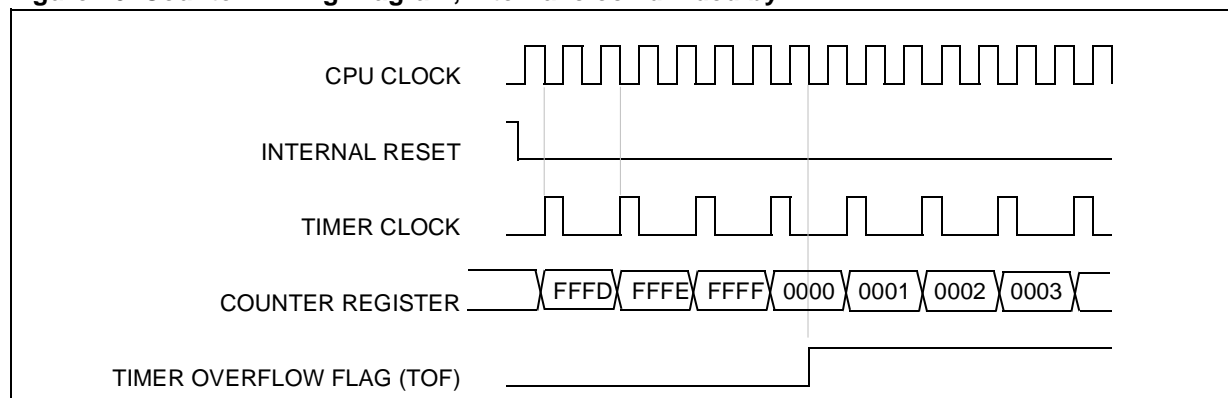 CPU CLOCK
INTERNAL RESET
TIMER CLOCK
COUNTER REGISTER FFFD FFFE FFFF 0000 0001 0002 0003
TIMER OVERFLOW FLAG (TOF)